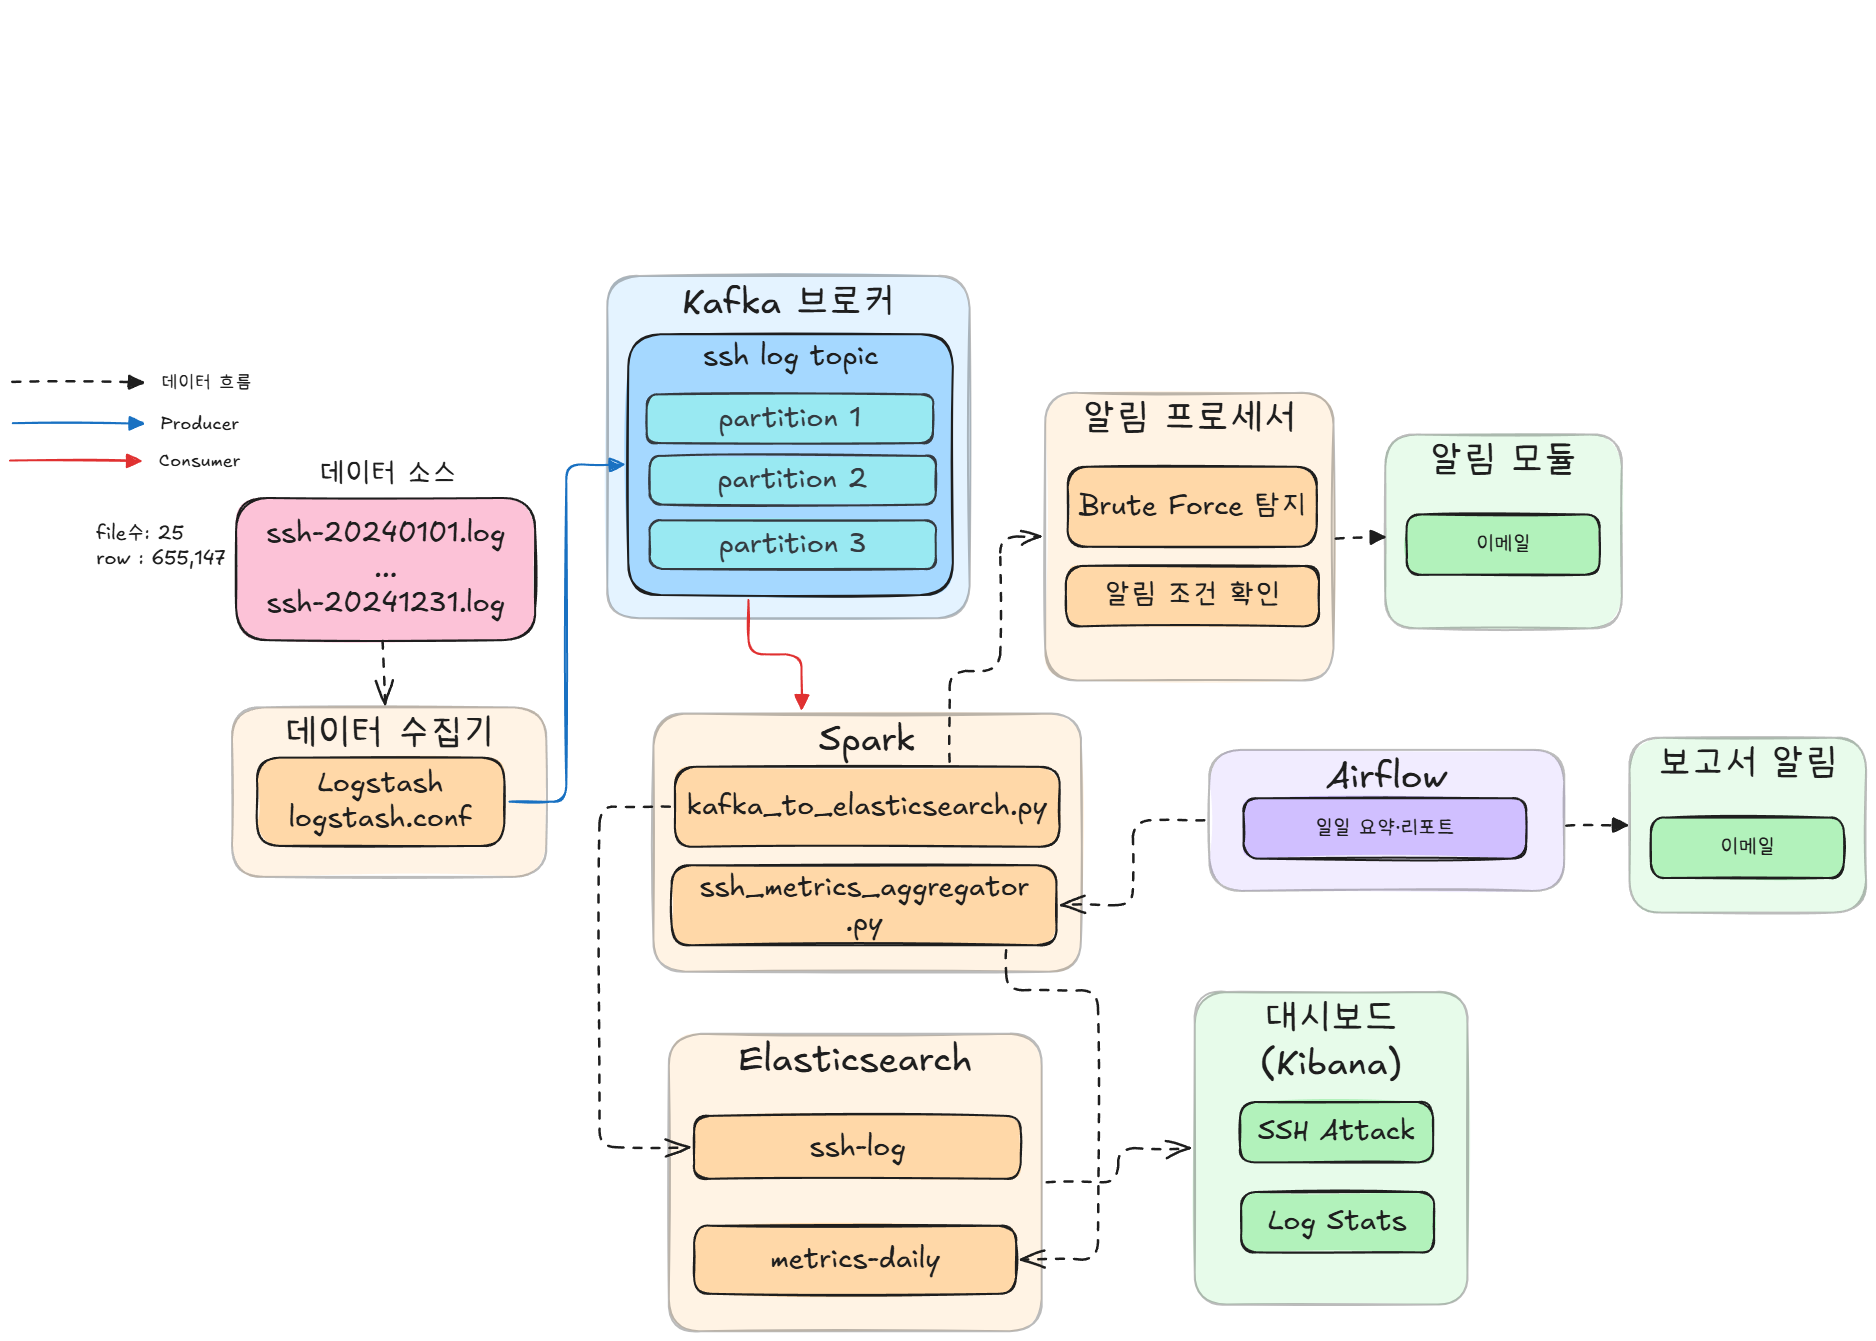 데이터 흐름
Producer
Consumer
데이터 소스
file수: 25
row : 655,147
ssh-20240101.log
...
ssh-20241231.log
데이터 수집기
Logstash
logstash.conf
Kafka 브로커
ssh log topic
partition 1
partition 2
partition 3
알림 프로세서
Brute Force 탐지
알림 조건 확인
알림 모듈
이메일
Spark
kafka_to_elasticsearch.py
ssh_metrics_aggregator
.py
Airflow
일일 요약·리포트
보고서 알림
이메일
Elasticsearch
ssh-log
metrics-daily
대시보드
(Kibana)
SSH Attack
Log Stats